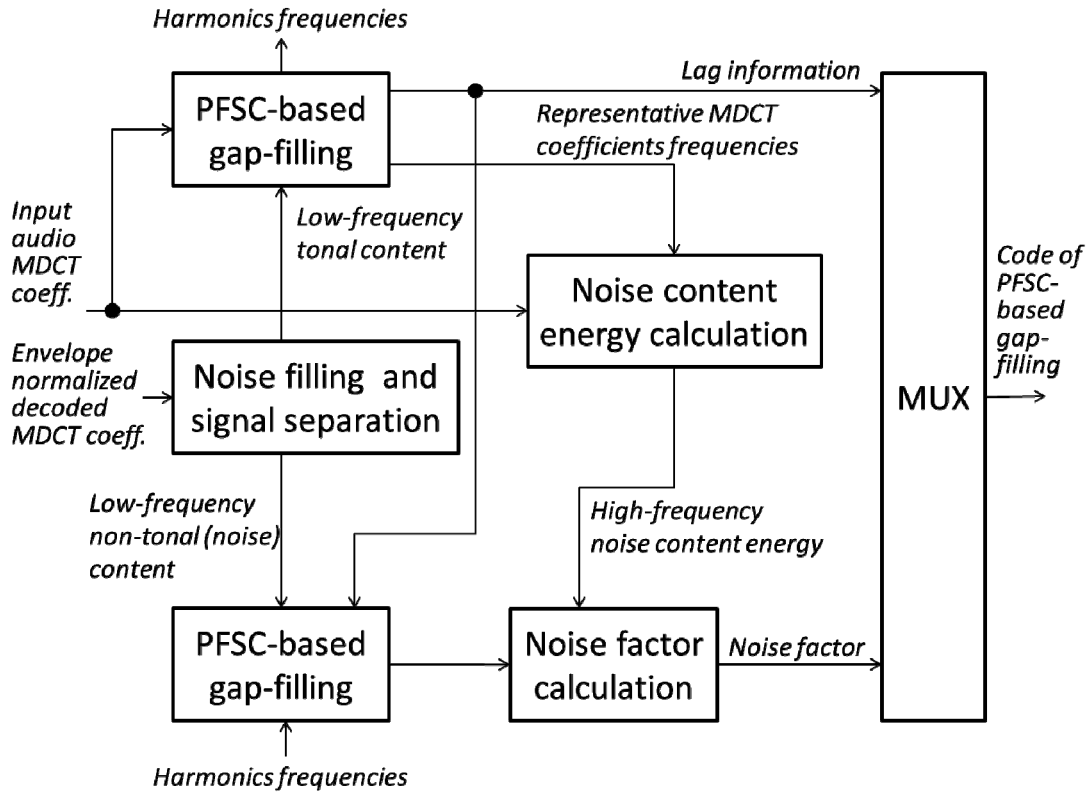 Harmonics frequencies
PFSC-based
gap-filling
Lag information
Representative MDCT
coefficients frequencies
Input
audio
MDCT
coeff.
Low-frequency
tonal content
Noise content
energy calculation
Code of
PFSC-
based
gap-
filling
Envelope
normalized
decoded
MDCT coeff.
Noise filling and
signal separation
MUX
Low-frequency
non-tonal (noise)
content
High-frequency
noise content energy
PFSC-based
gap-filling
Noise factor
calculation
Noise factor
Harmonics frequencies